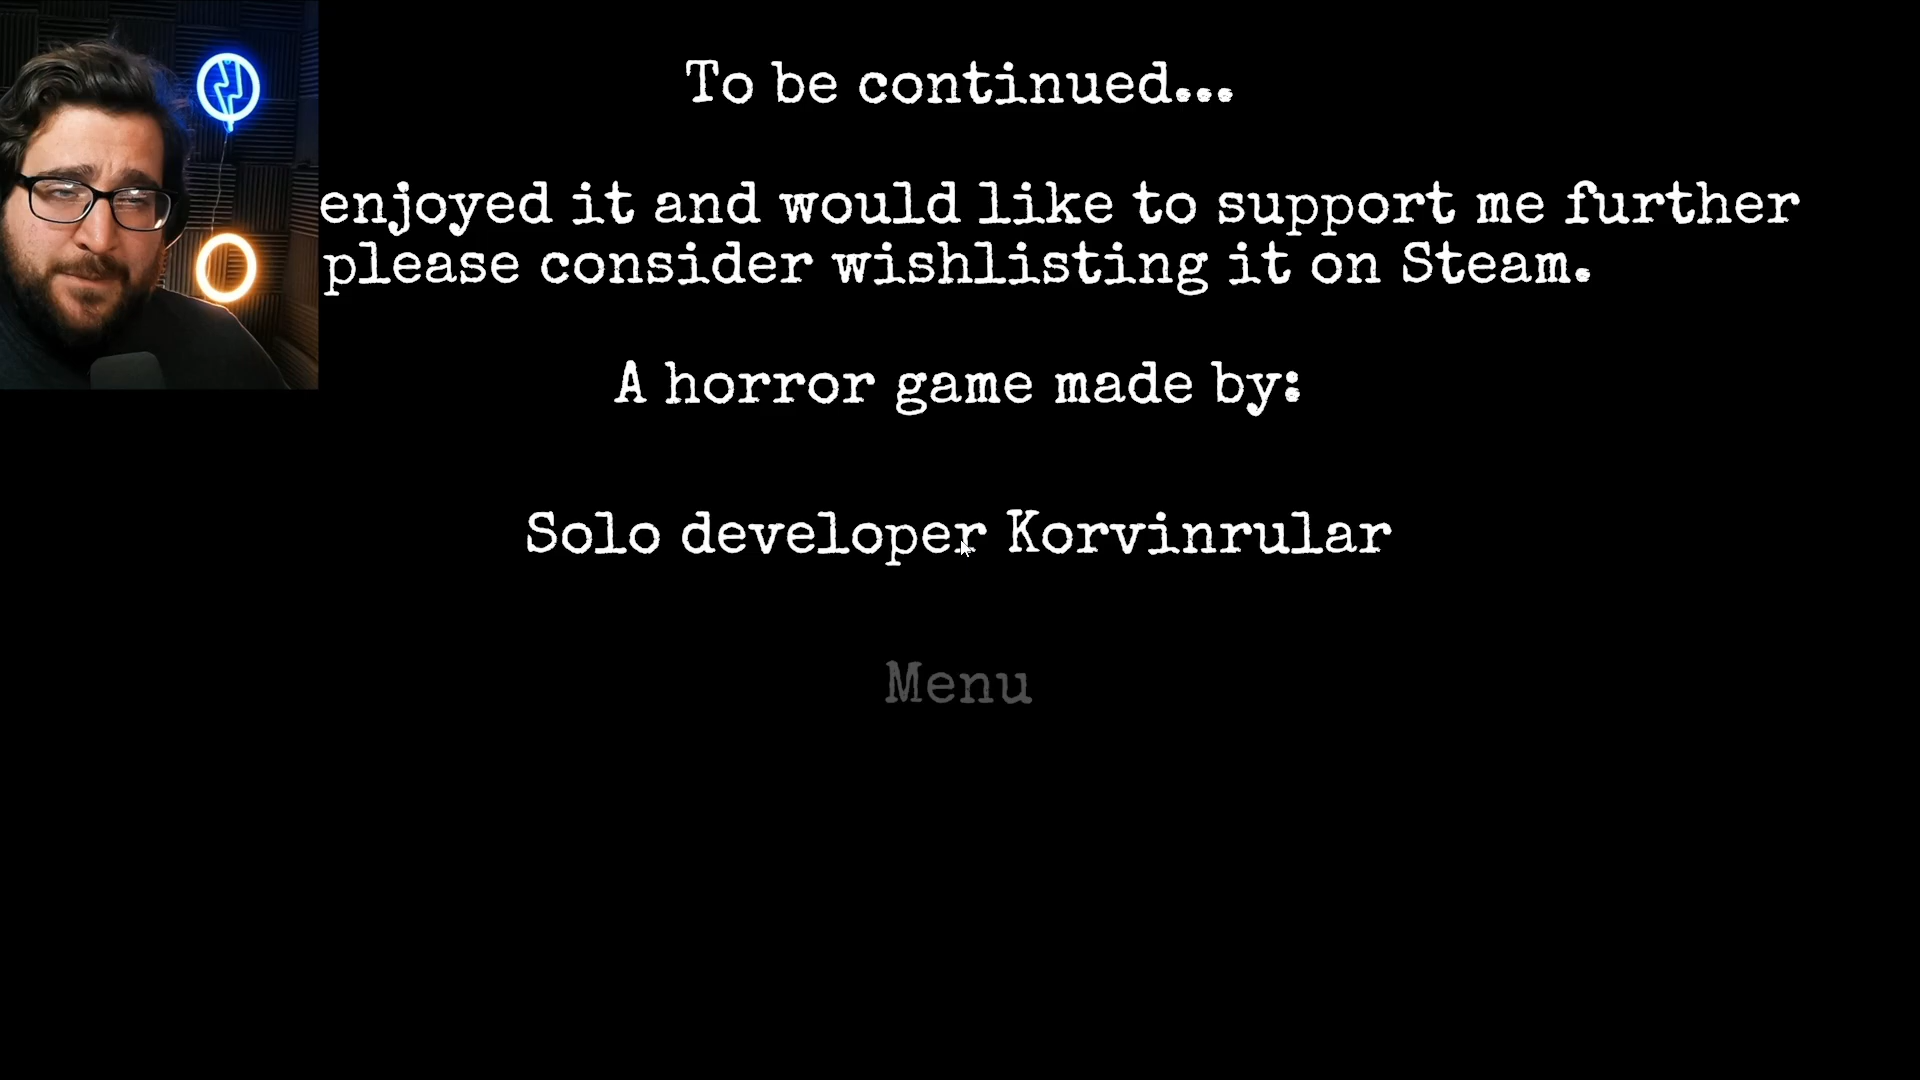 To be continued...
enjoyed it and would like to support me further
please consider wishlisting it on Steam.
A horror game made by:
Solo developer Korvinrular
Menu